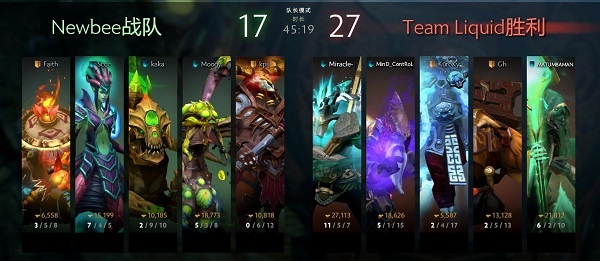 Newbee战队
17
队长模式
时长
45:19
27
Team Liquid胜利
Faith
Sccc
kaka
Moogy
kpii
Miracle-
MinD_ContRoL
KuroKy
Gh
MATUMBAMAN
6,558
15,199
10,185
18,773
10,818
27,113
18,626
5,587
13,128
21,812
3 / 5 / 8
7 / 4 / 5
2 / 9 / 10
5 / 3 / 8
0 / 6 / 12
11 / 5 / 7
5 / 1 / 15
2 / 4 / 17
2 / 5 / 13
6 / 2 / 10